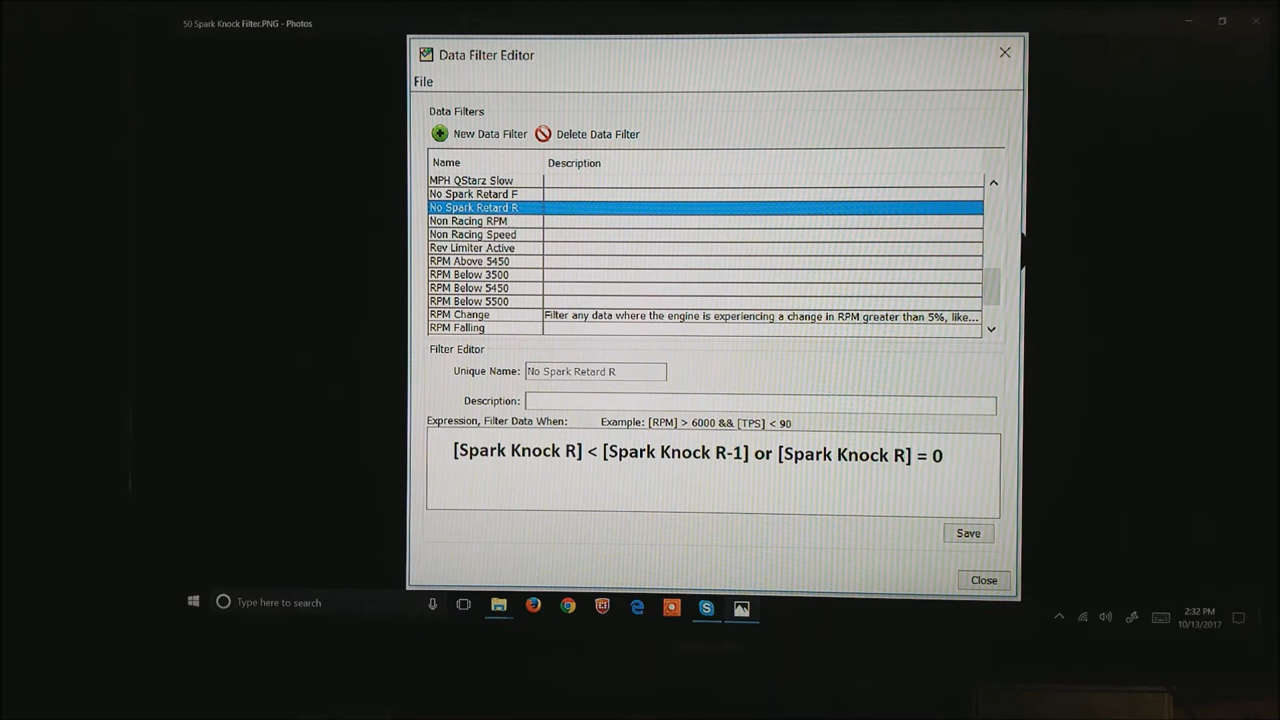 50 Spark Knock Filter.PNG - Photos
Data Filter Editor
File
Data Filters
New Data Filter Delete Data Filter
Name Description
MPH QStarz Slow
No Spark Retard F
No Spark Retard R
Non Racing RPM
Non Racing Speed
Rev Limiter Active
RPM Above 5450
RPM Below 3500
RPM Below 5450
RPM Below 5500
RPM Change Filter any data where the engine is experiencing a change in RPM greater than 5%, like...
RPM Falling
Filter Editor
Unique Name: No Spark Retard R
Description:
Expression, Filter Data When: Example: [RPM] > 6000 && [TPS] < 90
[Spark Knock R] < [Spark Knock R-1] or [Spark Knock R] = 0
Save
Close
Type here to search
2:32 PM
10/13/2017